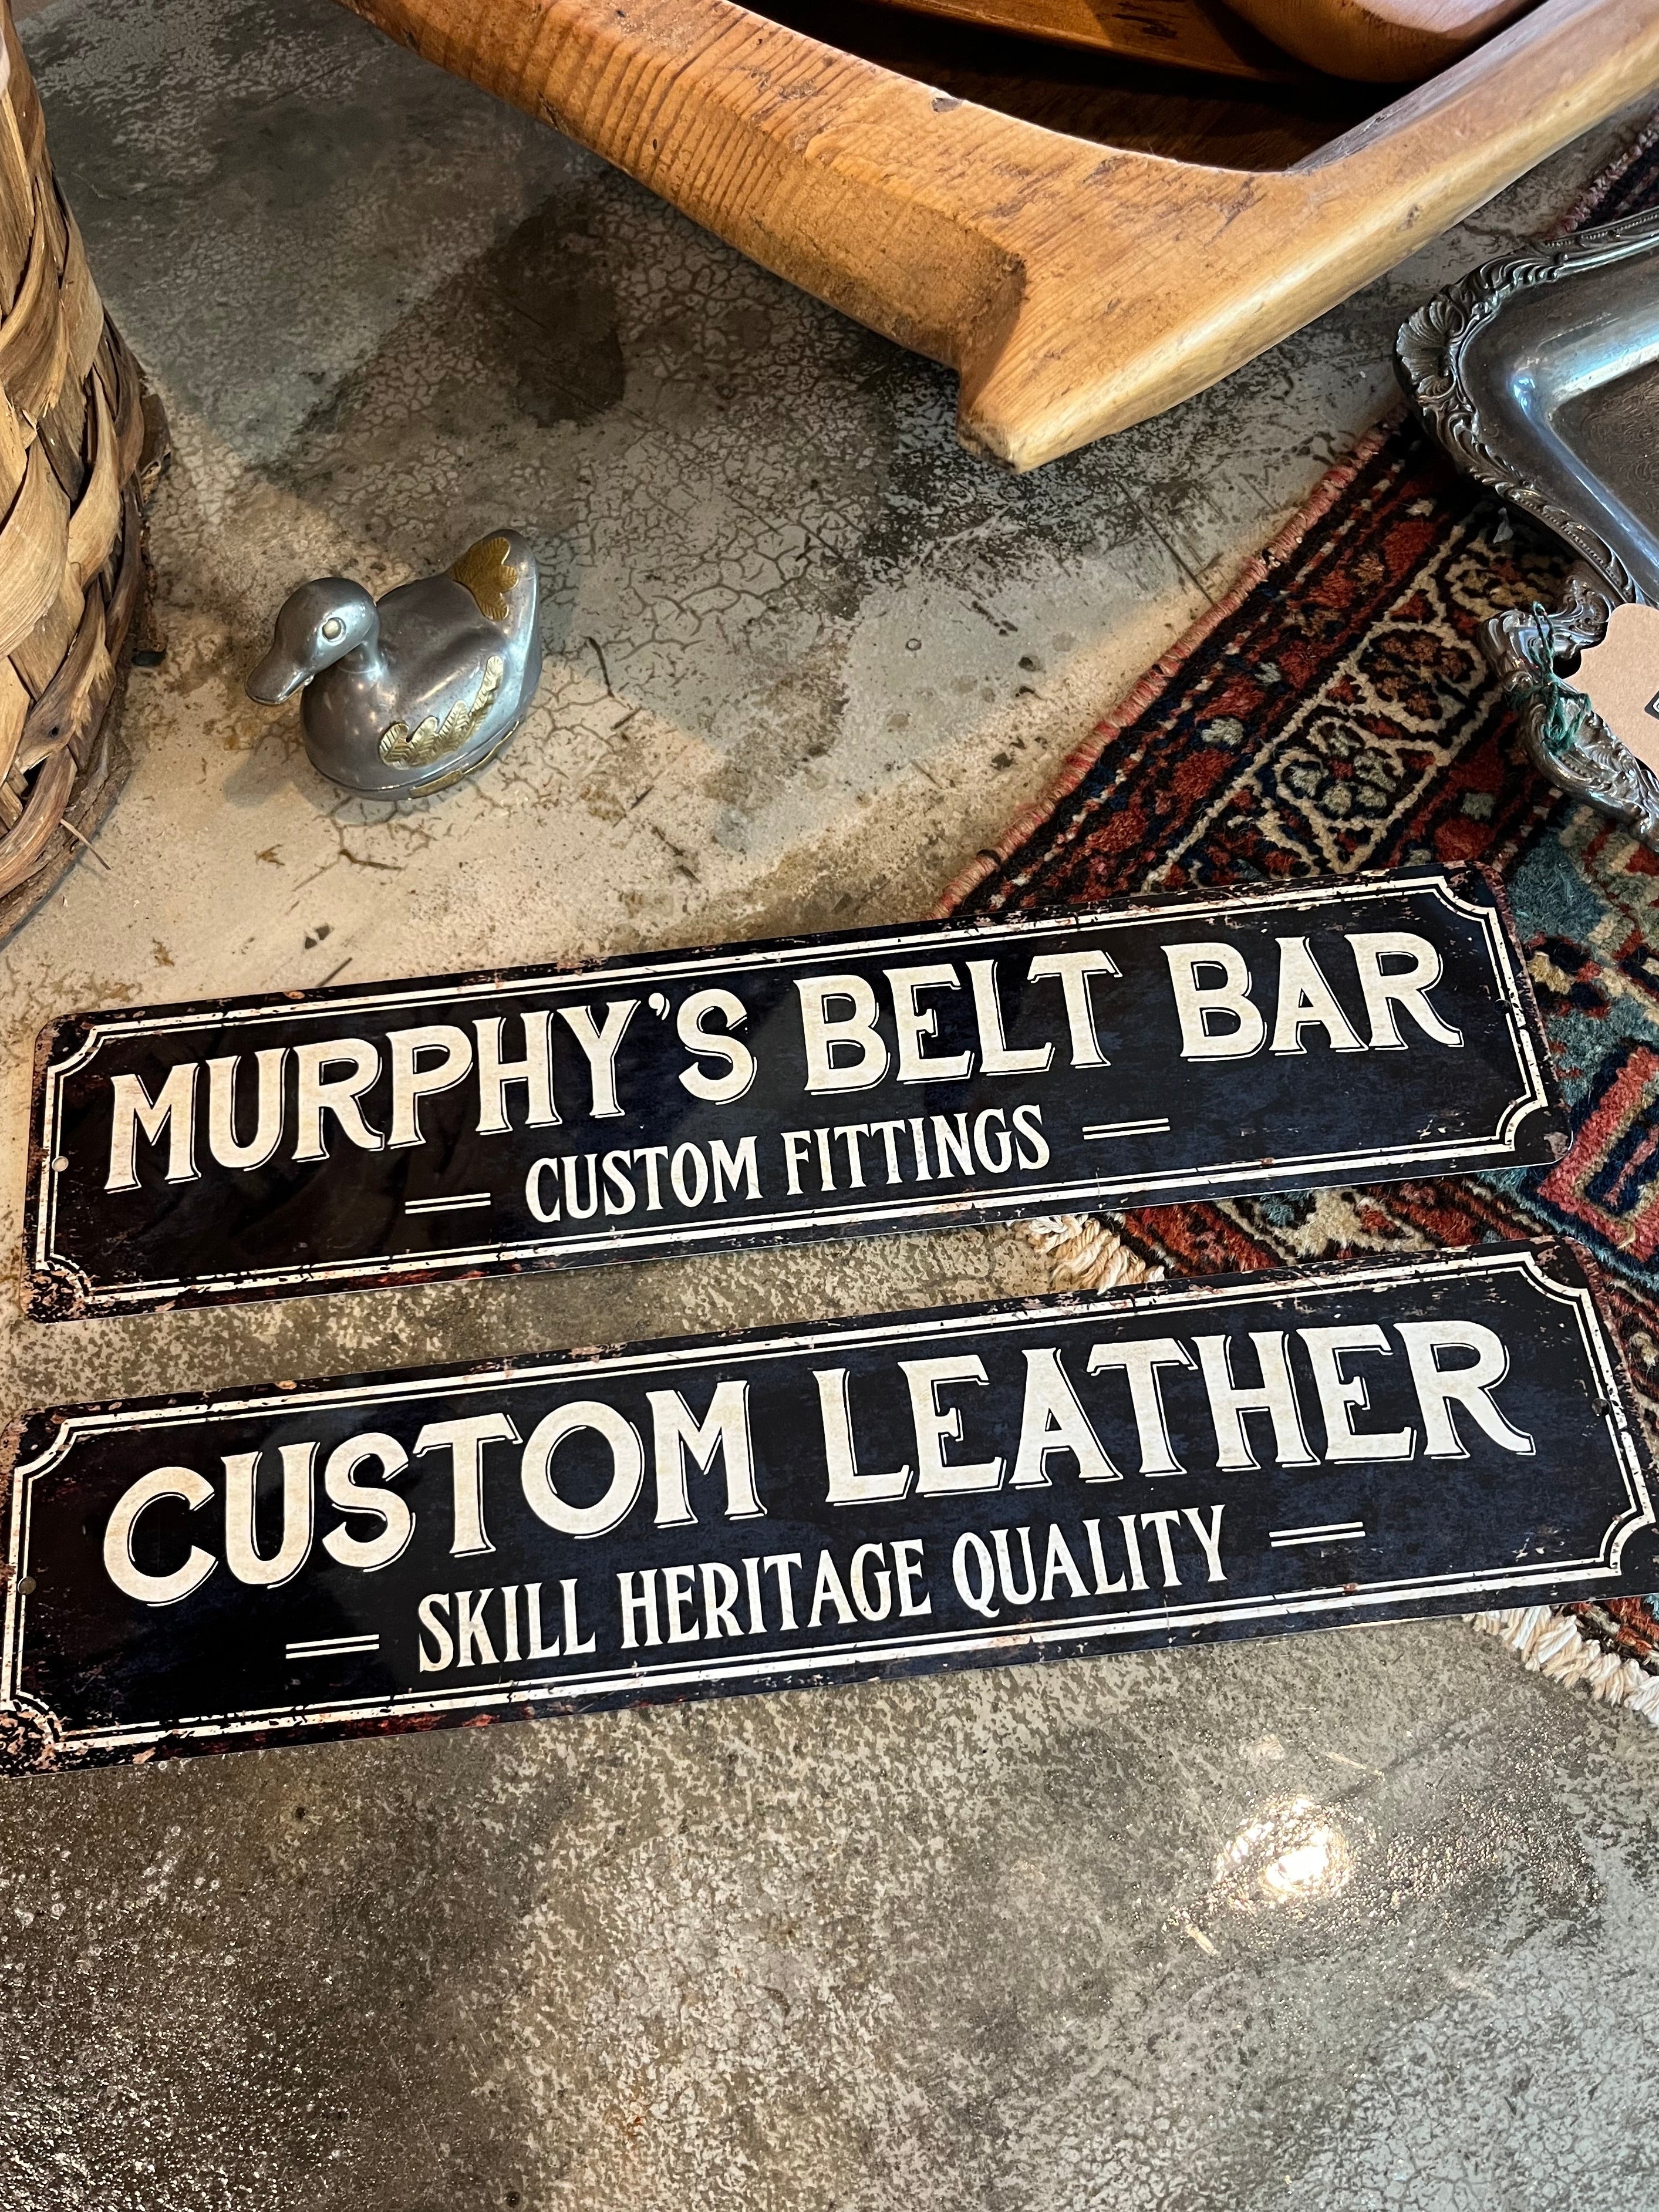 MURPHY'S BELT BAR
CUSTOM FITTINGS
CUSTOM LEATHER
SKILL HERITAGE QUALITY